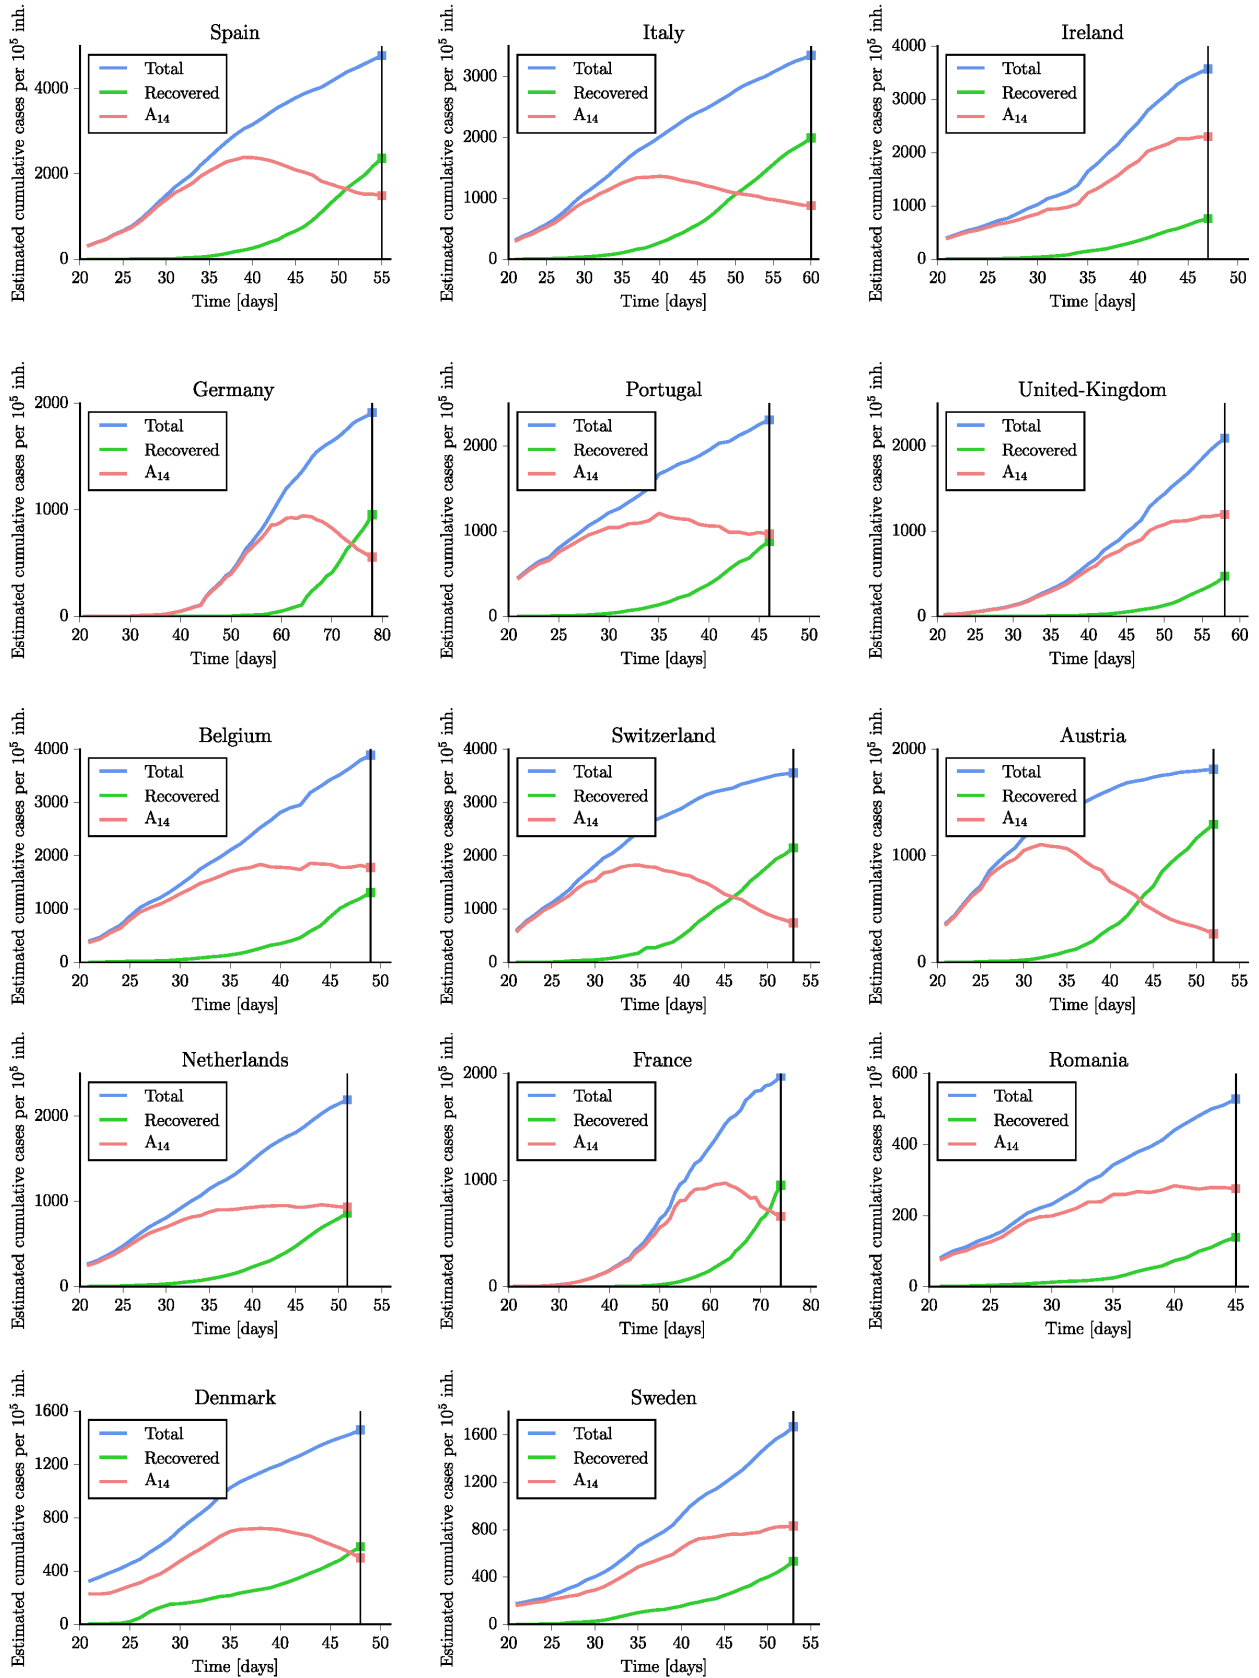 Spain
Estimated cumulative cases per 10⁵ inh.
Total
Recovered
A₁₄
4000
2000
0
20 25 30 35 40 45 50 55
Time [days]
Italy
Estimated cumulative cases per 10⁵ inh.
Total
Recovered
A₁₄
3000
2000
1000
0
20 25 30 35 40 45 50 55 60
Time [days]
Ireland
Estimated cumulative cases per 10⁵ inh.
Total
Recovered
A₁₄
4000
3000
2000
1000
0
20 25 30 35 40 45 50
Time [days]
Germany
Estimated cumulative cases per 10⁵ inh.
Total
Recovered
A₁₄
2000
1000
0
20 30 40 50 60 70 80
Time [days]
Portugal
Estimated cumulative cases per 10⁵ inh.
Total
Recovered
A₁₄
2000
1000
0
20 25 30 35 40 45 50
Time [days]
United-Kingdom
Estimated cumulative cases per 10⁵ inh.
Total
Recovered
A₁₄
2000
1000
0
20 25 30 35 40 45 50 55 60
Time [days]
Belgium
Estimated cumulative cases per 10⁵ inh.
Total
Recovered
A₁₄
4000
3000
2000
1000
0
20 25 30 35 40 45 50
Time [days]
Switzerland
Estimated cumulative cases per 10⁵ inh.
Total
Recovered
A₁₄
4000
3000
2000
1000
0
20 25 30 35 40 45 50 55
Time [days]
Austria
Estimated cumulative cases per 10⁵ inh.
Total
Recovered
A₁₄
2000
1000
0
20 25 30 35 40 45 50 55
Time [days]
Netherlands
Estimated cumulative cases per 10⁵ inh.
Total
Recovered
A₁₄
2000
1000
0
20 25 30 35 40 45 50 55
Time [days]
France
Estimated cumulative cases per 10⁵ inh.
Total
Recovered
A₁₄
2000
1000
0
20 30 40 50 60 70 80
Time [days]
Romania
Estimated cumulative cases per 10⁵ inh.
Total
Recovered
A₁₄
600
400
200
0
20 25 30 35 40 45
Time [days]
Denmark
Estimated cumulative cases per 10⁵ inh.
Total
Recovered
A₁₄
1600
1200
800
400
0
20 25 30 35 40 45 50
Time [days]
Sweden
Estimated cumulative cases per 10⁵ inh.
Total
Recovered
A₁₄
1600
1200
800
400
0
20 25 30 35 40 45 50 55
Time [days]